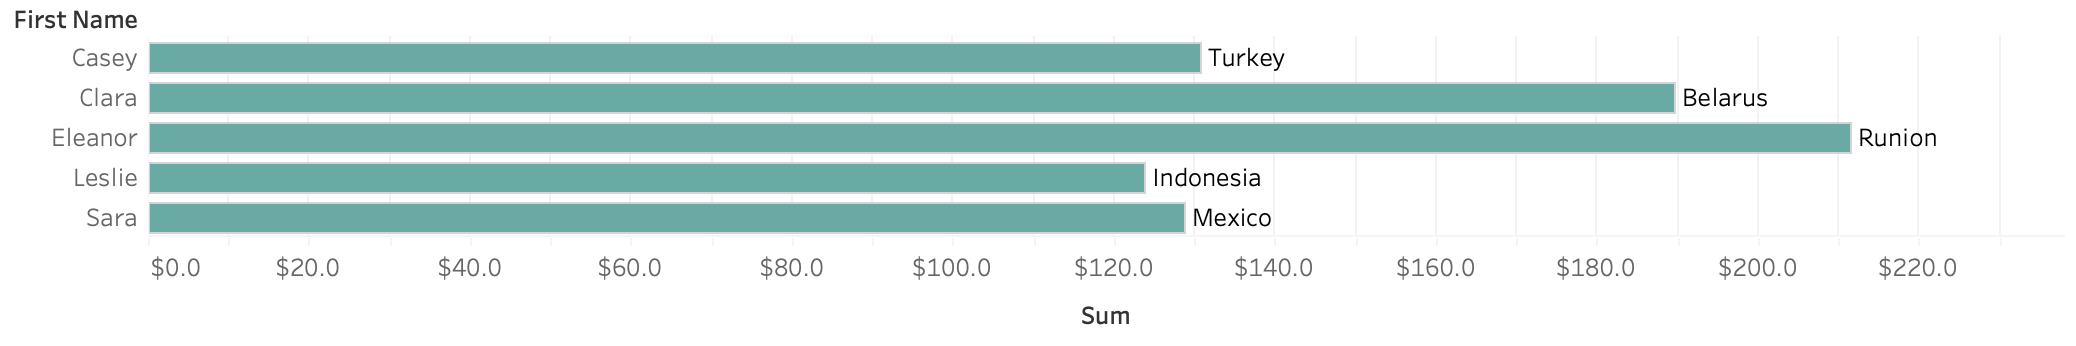 First Name
Casey Turkey
Clara Belarus
Eleanor Runion
Leslie Indonesia
Sara Mexico
$0.0 $20.0 $40.0 $60.0 $80.0 $100.0 $120.0 $140.0 $160.0 $180.0 $200.0 $220.0
Sum